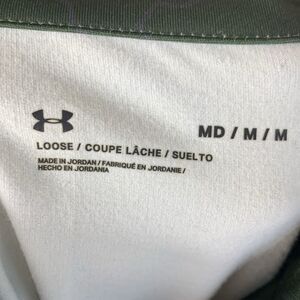 MD / M / M
LOOSE / COUPE LÂCHE / SUELTO
MADE IN JORDAN / FABRIQUÉ EN JORDANIE /
HECHO EN JORDANIA